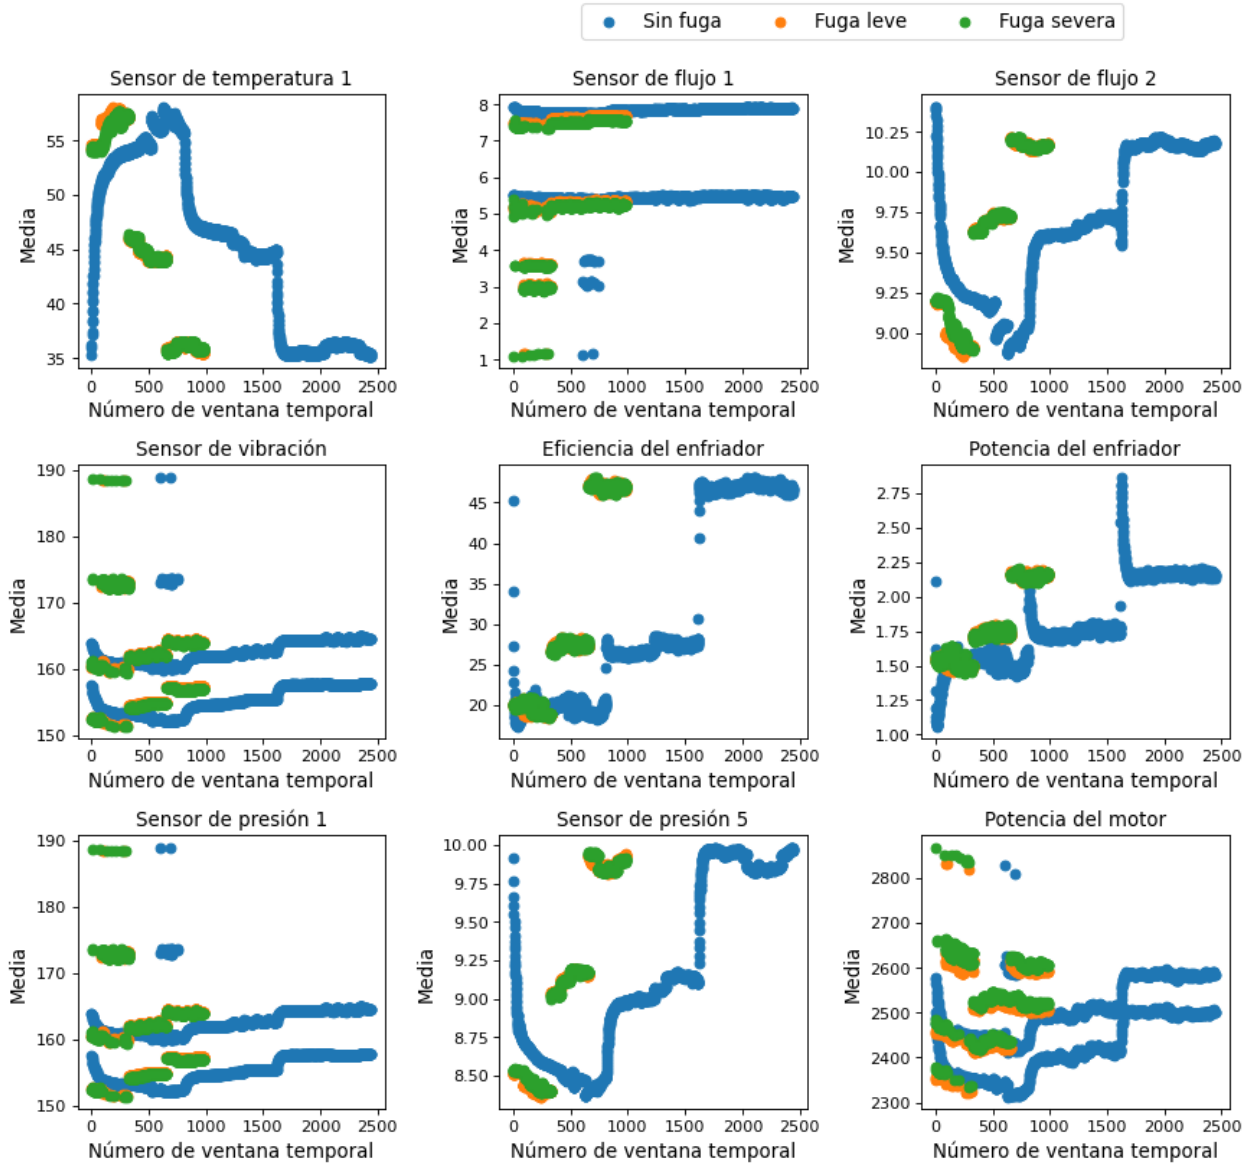 Sin fuga Fuga leve Fuga severa
Sensor de temperatura 1
Media
55
50
45
40
35
0 500 1000 1500 2000 2500
Número de ventana temporal
Sensor de flujo 1
Media
8
7
6
5
4
3
2
1
0 500 1000 1500 2000 2500
Número de ventana temporal
Sensor de flujo 2
Media
10.25
10.00
9.75
9.50
9.25
9.00
0 500 1000 1500 2000 2500
Número de ventana temporal
Sensor de vibración
Media
190
180
170
160
150
0 500 1000 1500 2000 2500
Número de ventana temporal
Eficiencia del enfriador
Media
45
40
35
30
25
20
0 500 1000 1500 2000 2500
Número de ventana temporal
Potencia del enfriador
Media
2.75
2.50
2.25
2.00
1.75
1.50
1.25
1.00
0 500 1000 1500 2000 2500
Número de ventana temporal
Sensor de presión 1
Media
190
180
170
160
150
0 500 1000 1500 2000 2500
Número de ventana temporal
Sensor de presión 5
Media
10.00
9.75
9.50
9.25
9.00
8.75
8.50
0 500 1000 1500 2000 2500
Número de ventana temporal
Potencia del motor
Media
2800
2700
2600
2500
2400
2300
0 500 1000 1500 2000 2500
Número de ventana temporal